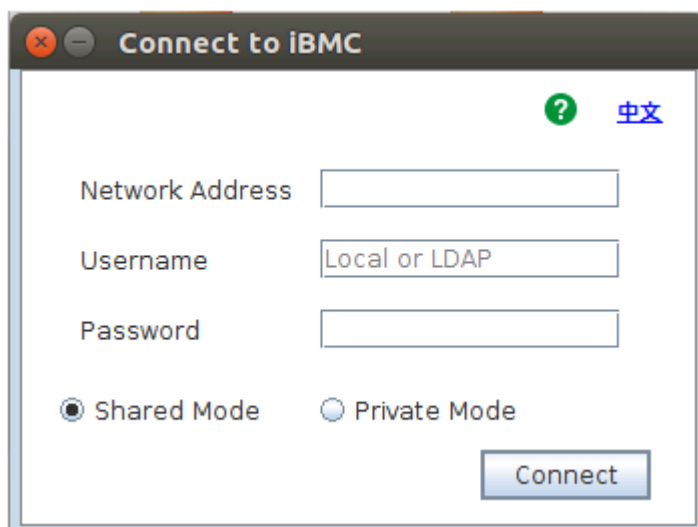 Connect to iBMC
? 中文
Network Address
Username Local or LDAP
Password
Shared Mode Private Mode
Connect